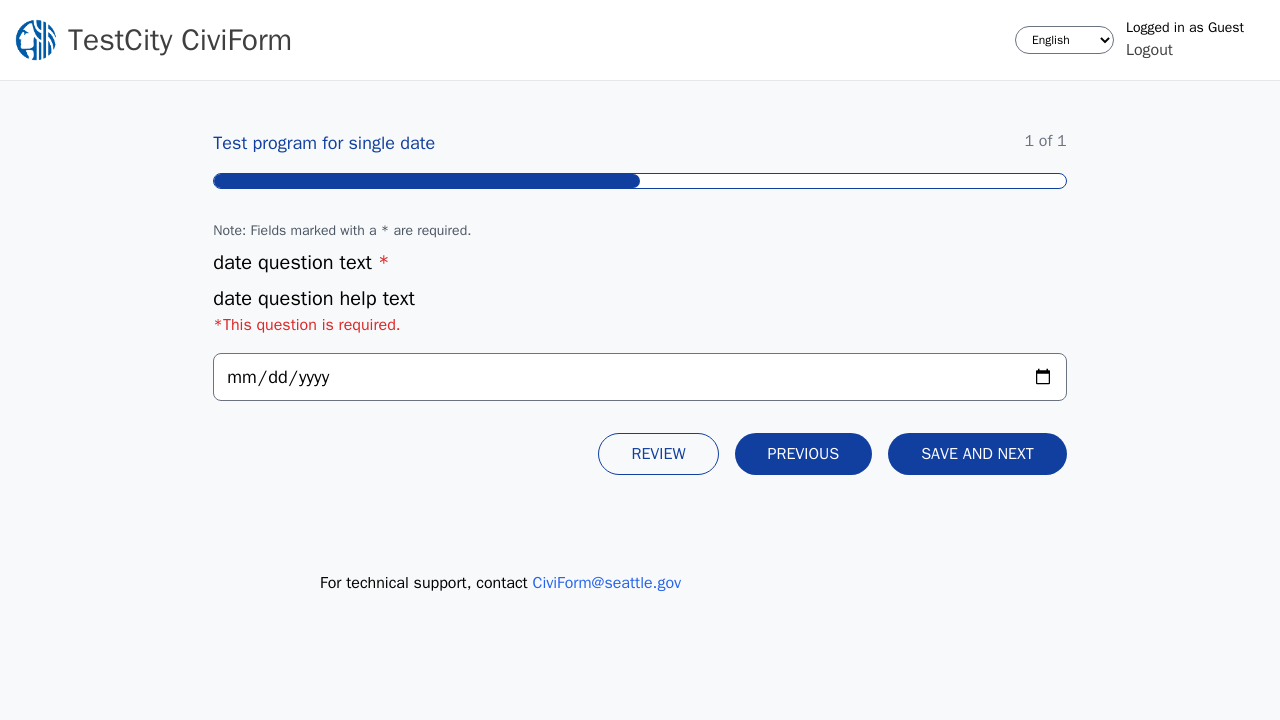 TestCity CiviForm
English
Logged in as Guest
Logout
Test program for single date
1 of 1
Note: Fields marked with a * are required.
date question text *
date question help text
*This question is required.
mm/dd/yyyy
REVIEW
PREVIOUS
SAVE AND NEXT
For technical support, contact CiviForm@seattle.gov